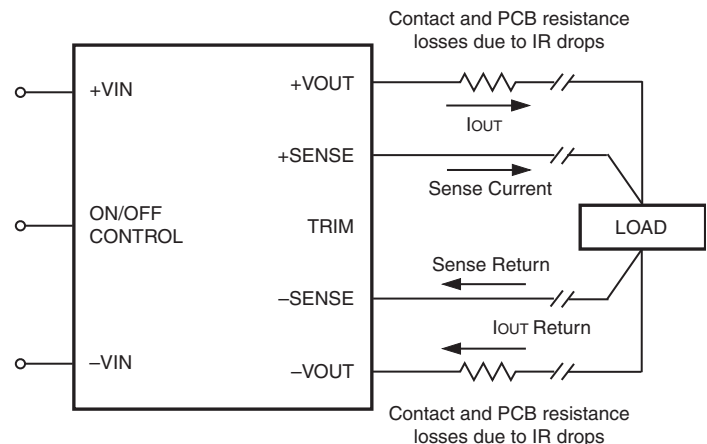 Contact and PCB resistance
losses due to IR drops
+VIN
+VOUT
IOUT
+SENSE
Sense Current
ON/OFF
CONTROL
TRIM
LOAD
Sense Return
–SENSE
IOUT Return
–VIN
–VOUT
Contact and PCB resistance
losses due to IR drops